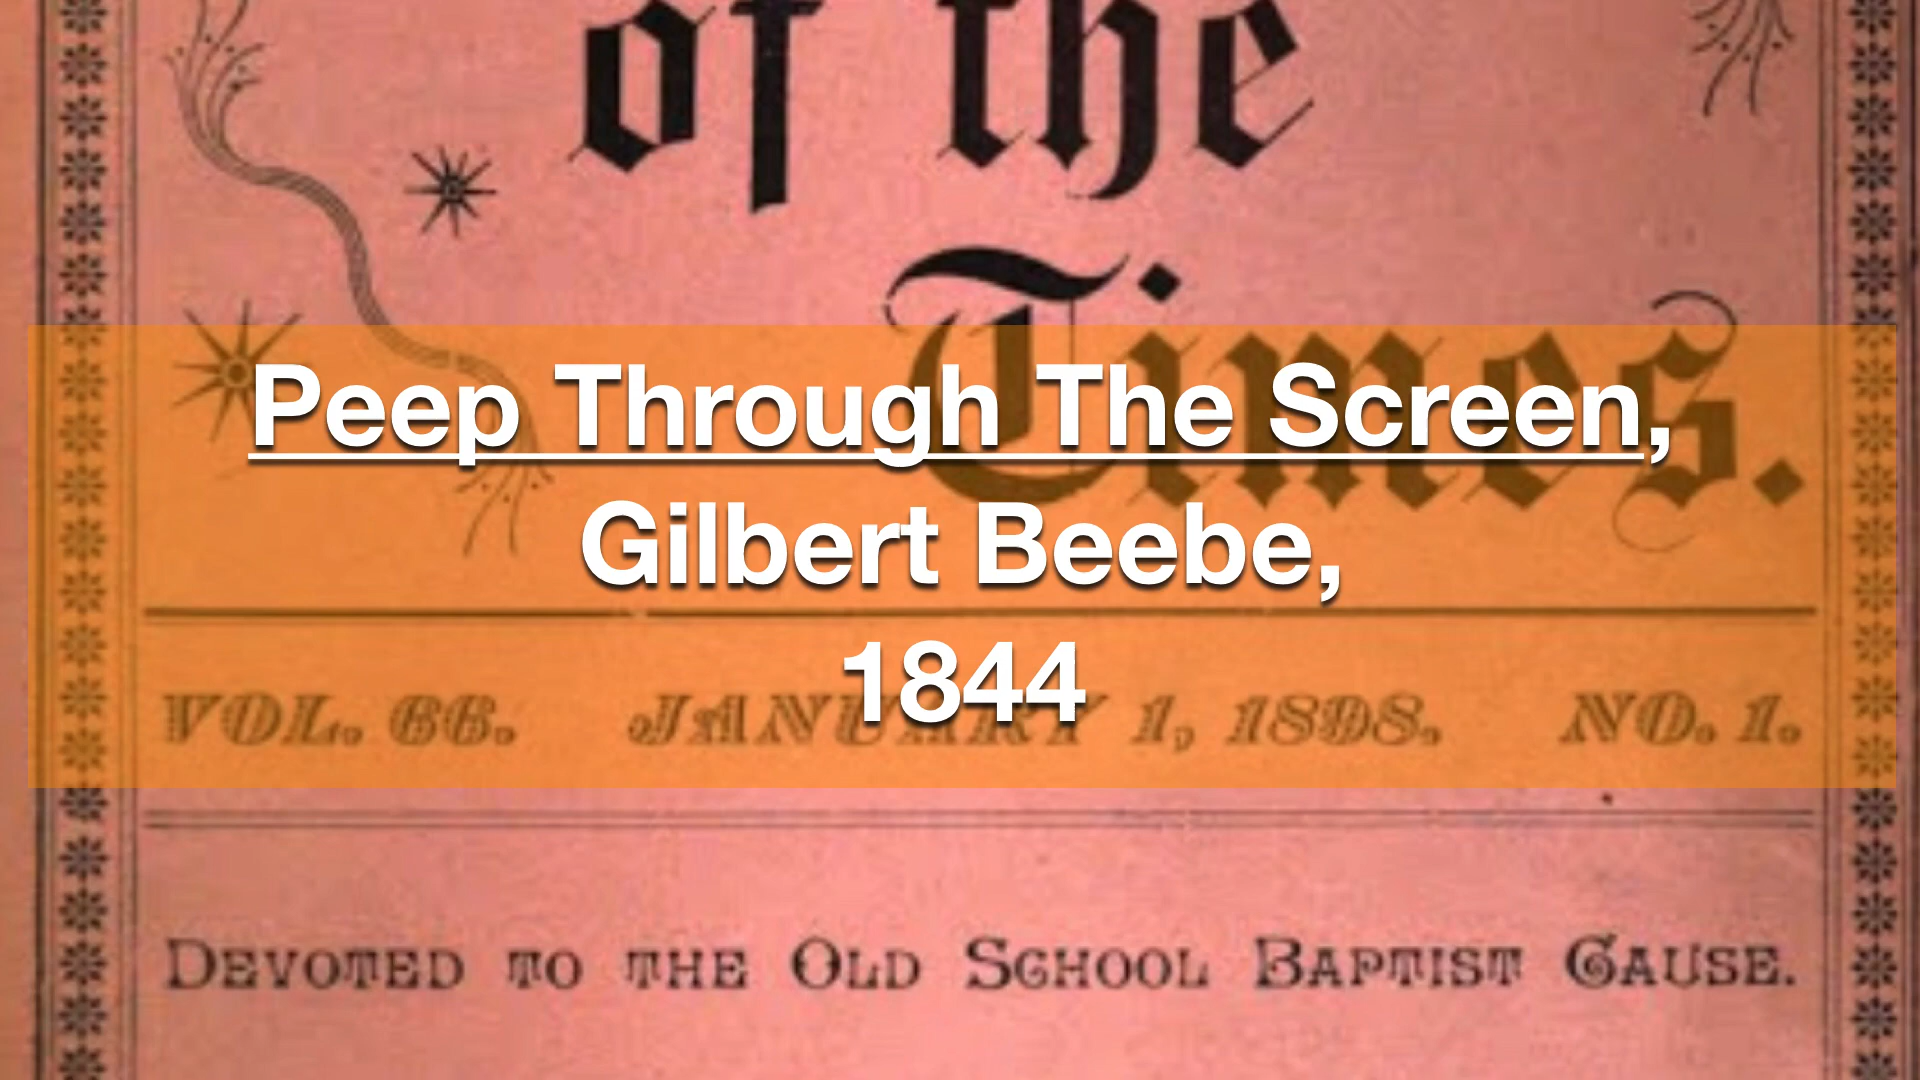 of the
Times.
Peep Through The Screen,
Gilbert Beebe,
1844
VOL. 66. JANUARY 1, 1898. NO. 1.
DEVOTED TO THE OLD SCHOOL BAPTIST CAUSE.